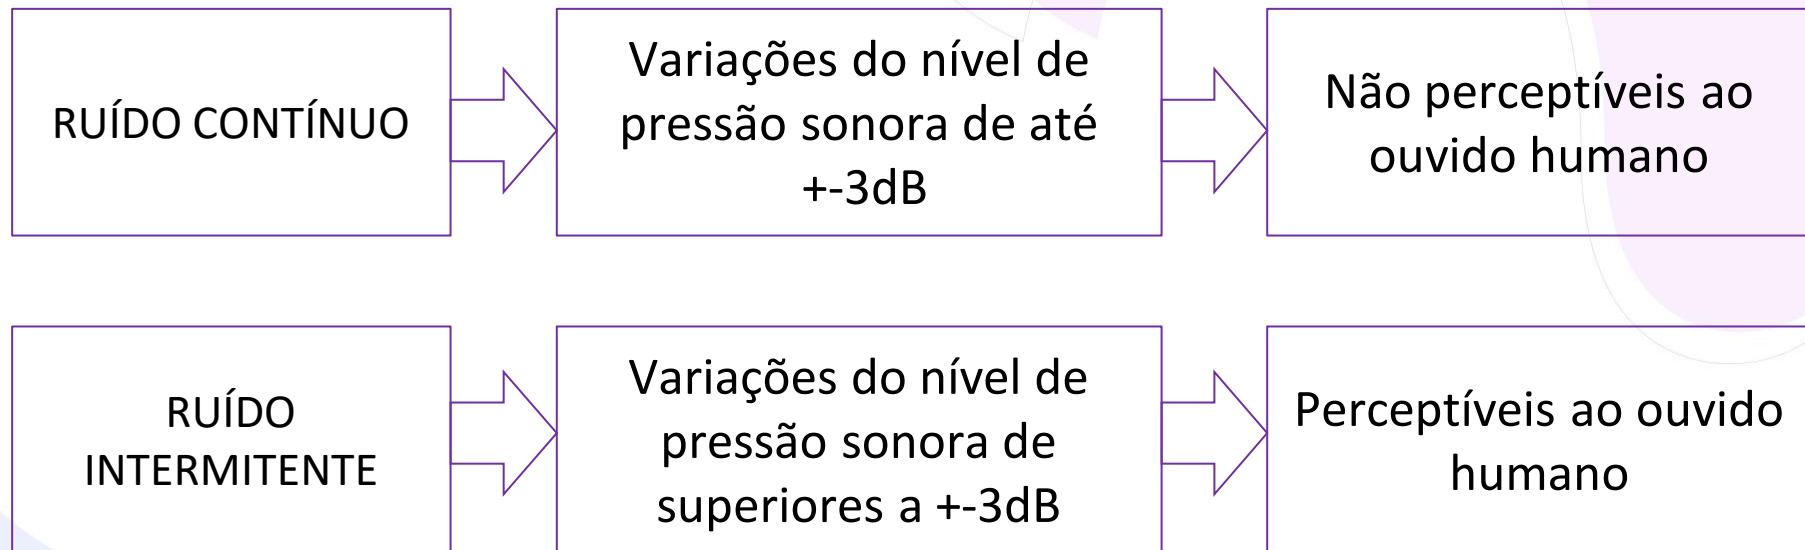 RUÍDO CONTÍNUO
Variações do nível de
pressão sonora de até
+-3dB
Não perceptíveis ao
ouvido humano
RUÍDO
INTERMITENTE
Variações do nível de
pressão sonora de
superiores a +-3dB
Perceptíveis ao ouvido
humano